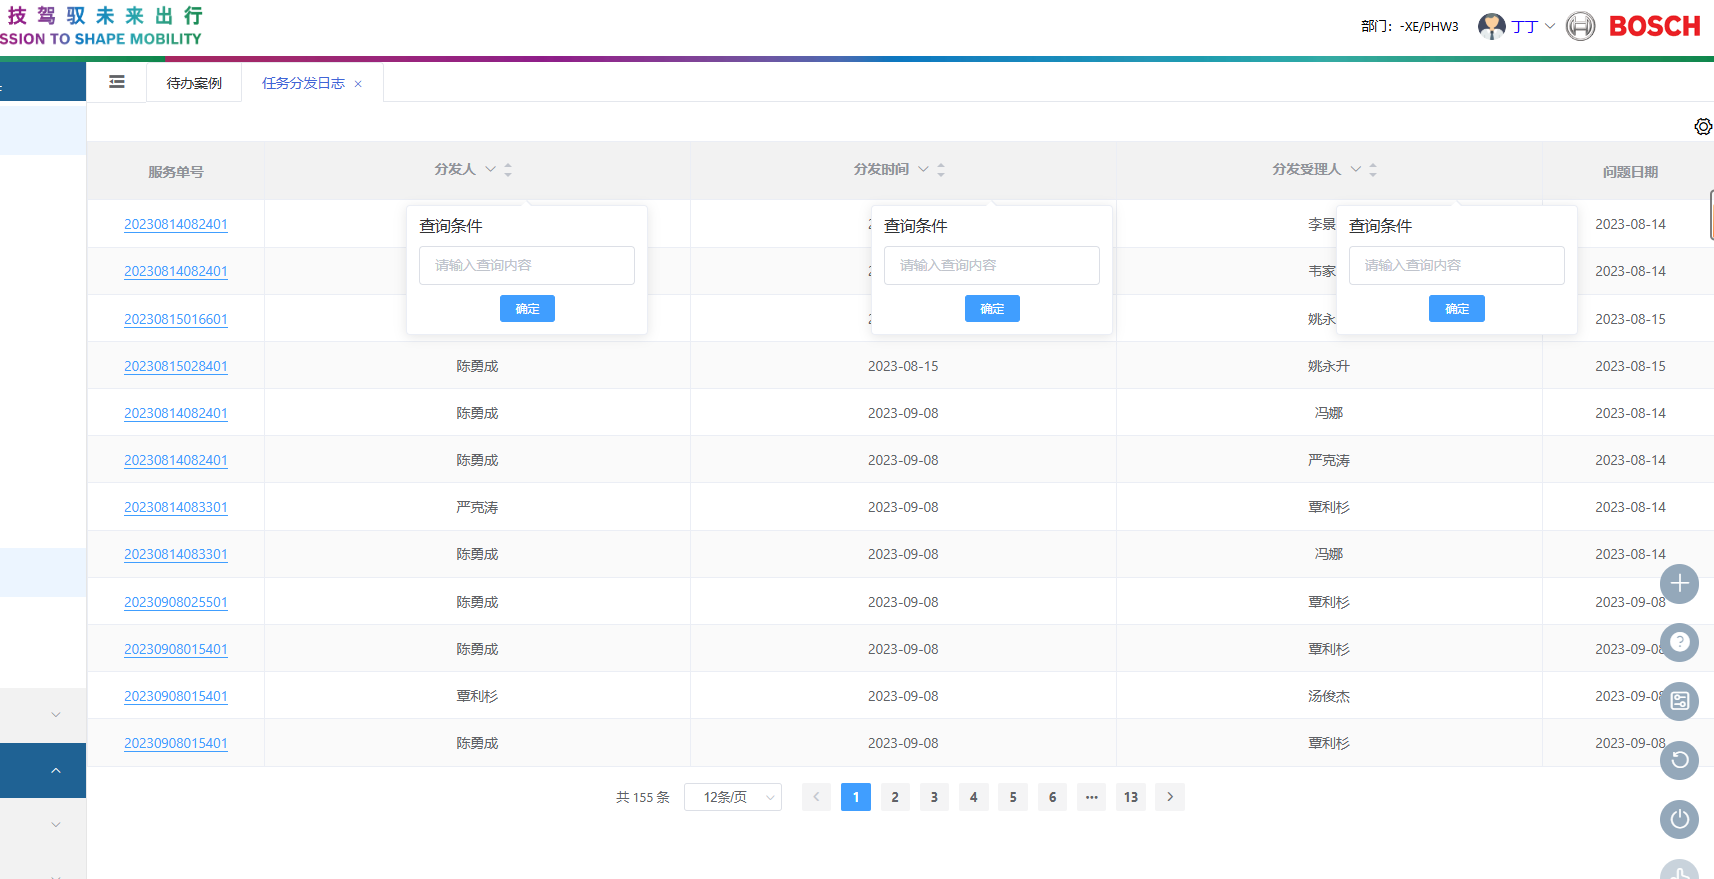 技驾驭未来出行
SSION TO SHAPE MOBILITY
部门：-XE/PHW3
丁丁
BOSCH
待办案例
任务分发日志 ×
服务单号 分发人 分发时间 分发受理人 问题日期
20230814082401 李景 2023-08-14
20230814082401 韦家 2023-08-14
20230815016601 姚永 2023-08-15
查询条件
请输入查询内容
确定
查询条件
请输入查询内容
确定
查询条件
请输入查询内容
确定
20230815028401 陈勇成 2023-08-15 姚永升 2023-08-15
20230814082401 陈勇成 2023-09-08 冯娜 2023-08-14
20230814082401 陈勇成 2023-09-08 严克涛 2023-08-14
20230814083301 严克涛 2023-09-08 覃利杉 2023-08-14
20230814083301 陈勇成 2023-09-08 冯娜 2023-08-14
20230908025501 陈勇成 2023-09-08 覃利杉 2023-09-08
20230908015401 陈勇成 2023-09-08 覃利杉 2023-09-08
20230908015401 覃利杉 2023-09-08 汤俊杰 2023-09-08
20230908015401 陈勇成 2023-09-08 覃利杉 2023-09-08
共 155 条 12条/页 1 2 3 4 5 6 ••• 13